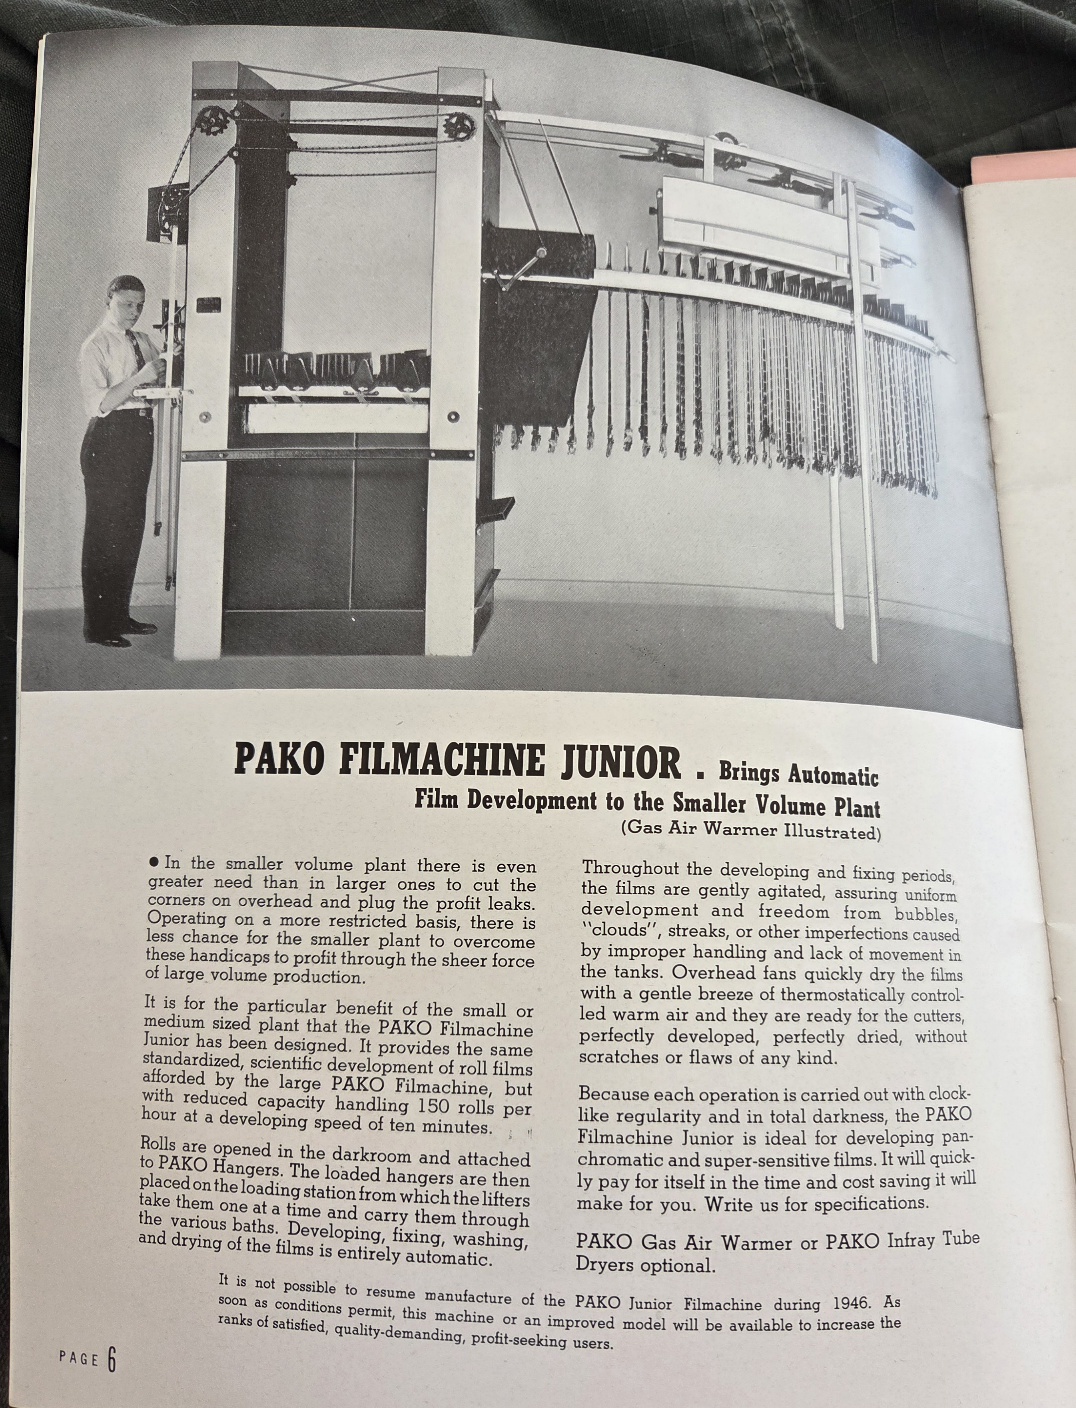 PAKO FILMACHINE JUNIOR . Brings Automatic
Film Development to the Smaller Volume Plant
(Gas Air Warmer Illustrated)
● In the smaller volume plant there is even
greater need than in larger ones to cut the
corners on overhead and plug the profit leaks.
Operating on a more restricted basis, there is
less chance for the smaller plant to overcome
these handicaps to profit through the sheer force
of large volume production.
It is for the particular benefit of the small or
medium sized plant that the PAKO Filmachine
Junior has been designed. It provides the same
standardized, scientific development of roll films
afforded by the large PAKO Filmachine, but
with reduced capacity handling 150 rolls per
hour at a developing speed of ten minutes.
Rolls are opened in the darkroom and attached
to PAKO Hangers. The loaded hangers are then
placed on the loading station from which the lifters
take them one at a time and carry them through
the various baths. Developing, fixing, washing,
and drying of the films is entirely automatic.
Throughout the developing and fixing periods,
the films are gently agitated, assuring uniform
development and freedom from bubbles,
"clouds", streaks, or other imperfections caused
by improper handling and lack of movement in
the tanks. Overhead fans quickly dry the films
with a gentle breeze of thermostatically control-
led warm air and they are ready for the cutters,
perfectly developed, perfectly dried, without
scratches or flaws of any kind.
Because each operation is carried out with clock-
like regularity and in total darkness, the PAKO
Filmachine Junior is ideal for developing pan-
chromatic and super-sensitive films. It will quick-
ly pay for itself in the time and cost saving it will
make for you. Write us for specifications.
PAKO Gas Air Warmer or PAKO Infray Tube
Dryers optional.
It is not possible to resume manufacture of the PAKO Junior Filmachine during 1946. As
soon as conditions permit, this machine or an improved model will be available to increase the
ranks of satisfied, quality-demanding, profit-seeking users.
PAGE 6